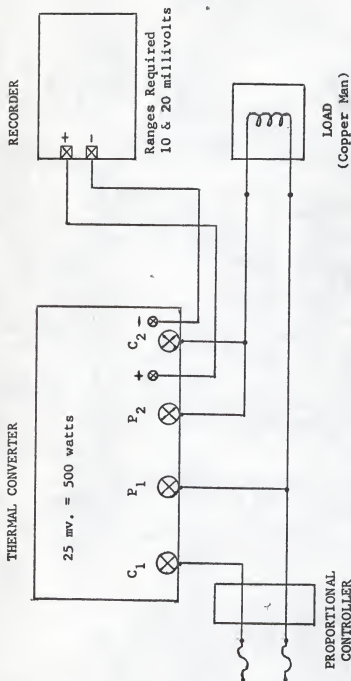 THERMAL CONVERTER
25 mv. = 500 watts
C1
P1
P2
+
C2
-
RECORDER
+
-
Ranges Required
10 & 20 millivolts
PROPORTIONAL
CONTROLLER
LOAD
(Copper Man)